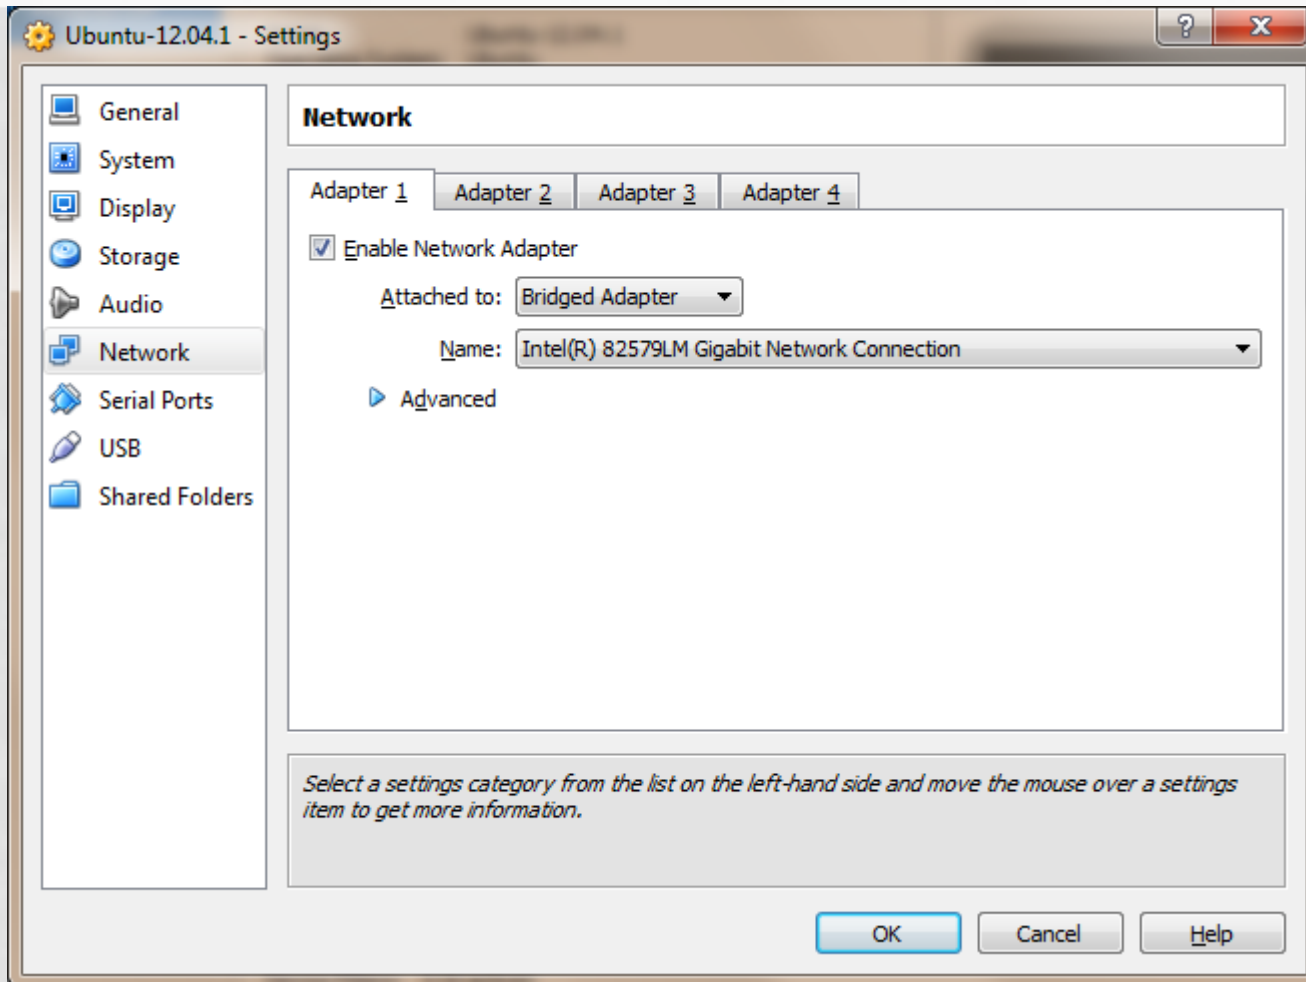 Ubuntu-12.04.1 - Settings
General
System
Display
Storage
Audio
Network
Serial Ports
USB
Shared Folders
Network
Adapter 1 Adapter 2 Adapter 3 Adapter 4
Enable Network Adapter
Attached to: Bridged Adapter
Name: Intel(R) 82579LM Gigabit Network Connection
Advanced
Select a settings category from the list on the left-hand side and move the mouse over a settings
item to get more information.
OK Cancel Help